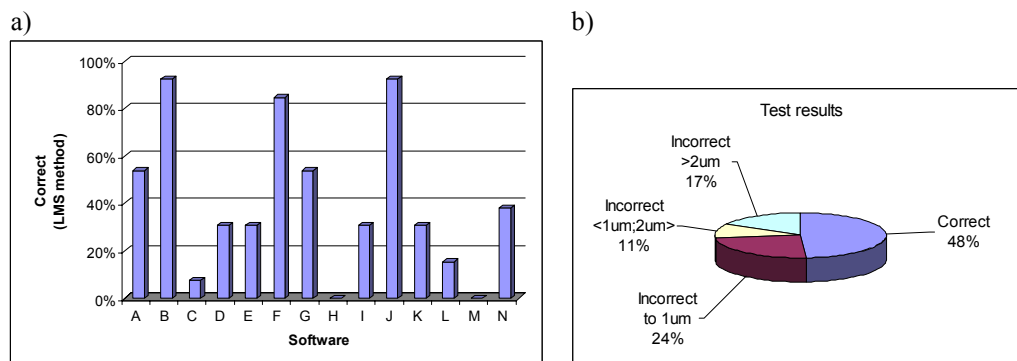 a)
b)
Correct
(LMS method)
100%
80%
60%
40%
20%
0%
A B C D E F G H I J K L M N
Software
Test results
Incorrect
>2um
17%
Incorrect
<1um;2um>
11%
Correct
48%
Incorrect
to 1um
24%